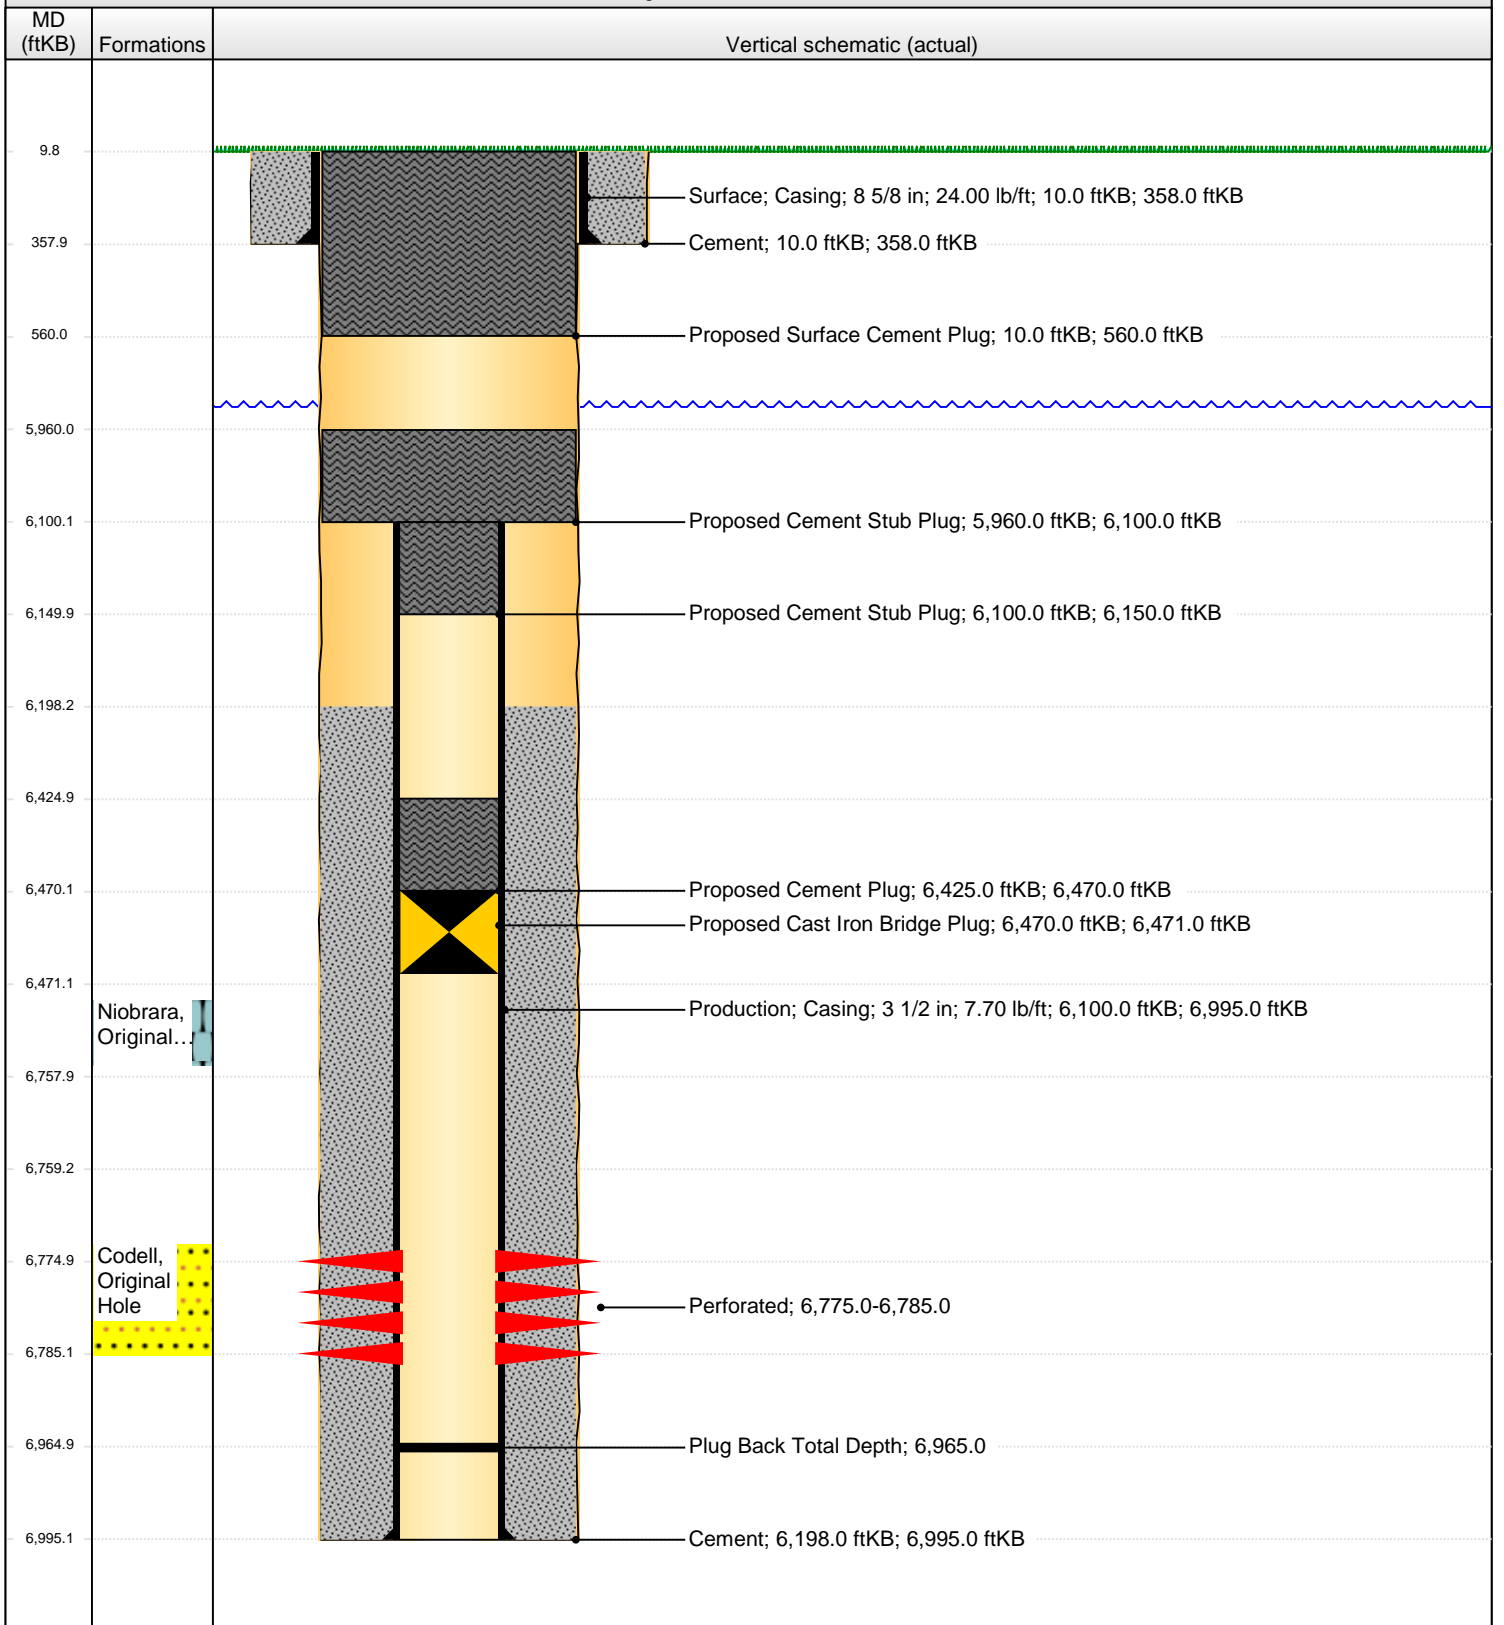 MD
(ftKB)
Formations
Vertical schematic (actual)
9.8
Surface; Casing; 8 5/8 in; 24.00 lb/ft; 10.0 ftKB; 358.0 ftKB
357.9
Cement; 10.0 ftKB; 358.0 ftKB
560.0
Proposed Surface Cement Plug; 10.0 ftKB; 560.0 ftKB
5,960.0
6,100.1
Proposed Cement Stub Plug; 5,960.0 ftKB; 6,100.0 ftKB
6,149.9
Proposed Cement Stub Plug; 6,100.0 ftKB; 6,150.0 ftKB
6,198.2
6,424.9
6,470.1
Proposed Cement Plug; 6,425.0 ftKB; 6,470.0 ftKB
Proposed Cast Iron Bridge Plug; 6,470.0 ftKB; 6,471.0 ftKB
6,471.1
Niobrara,
Original…
Production; Casing; 3 1/2 in; 7.70 lb/ft; 6,100.0 ftKB; 6,995.0 ftKB
6,757.9
6,759.2
Codell,
Original
Hole
6,774.9
Perforated; 6,775.0-6,785.0
6,785.1
6,964.9
Plug Back Total Depth; 6,965.0
6,995.1
Cement; 6,198.0 ftKB; 6,995.0 ftKB